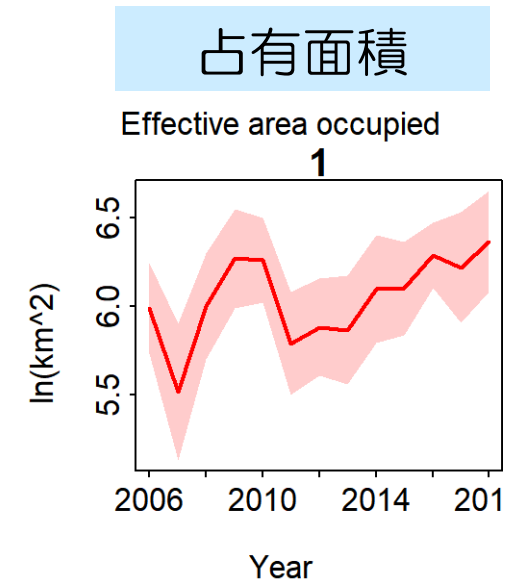 占有面積
Effective area occupied
1
6.5
6.0
5.5
ln(km^2)
2006 2010 2014 201
Year